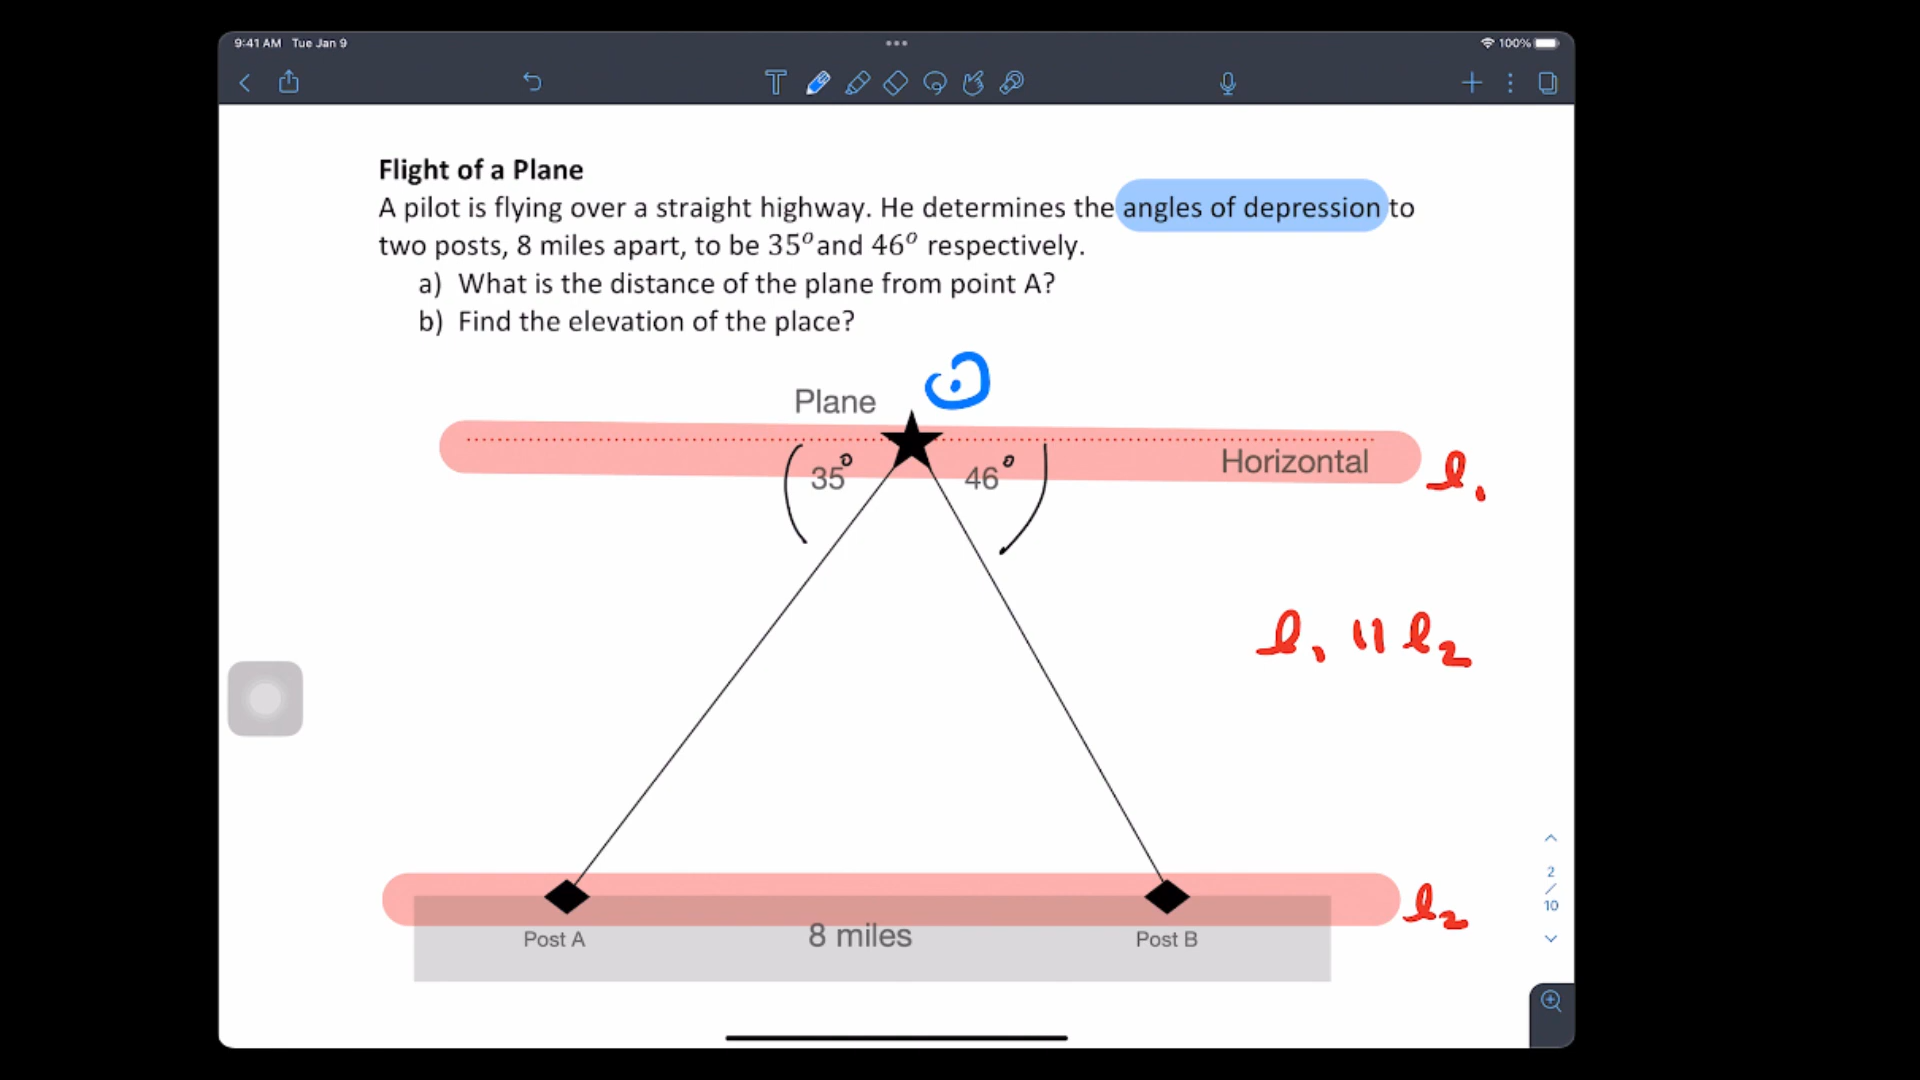 9:41 AM Tue Jan 9
100%
Flight of a Plane
A pilot is flying over a straight highway. He determines the angles of depression to
two posts, 8 miles apart, to be 35° and 46° respectively.
a) What is the distance of the plane from point A?
b) Find the elevation of the place?
Plane
35° 46° Horizontal l₁
l₁ || l₂
2
/
10
l₂
Post A 8 miles Post B